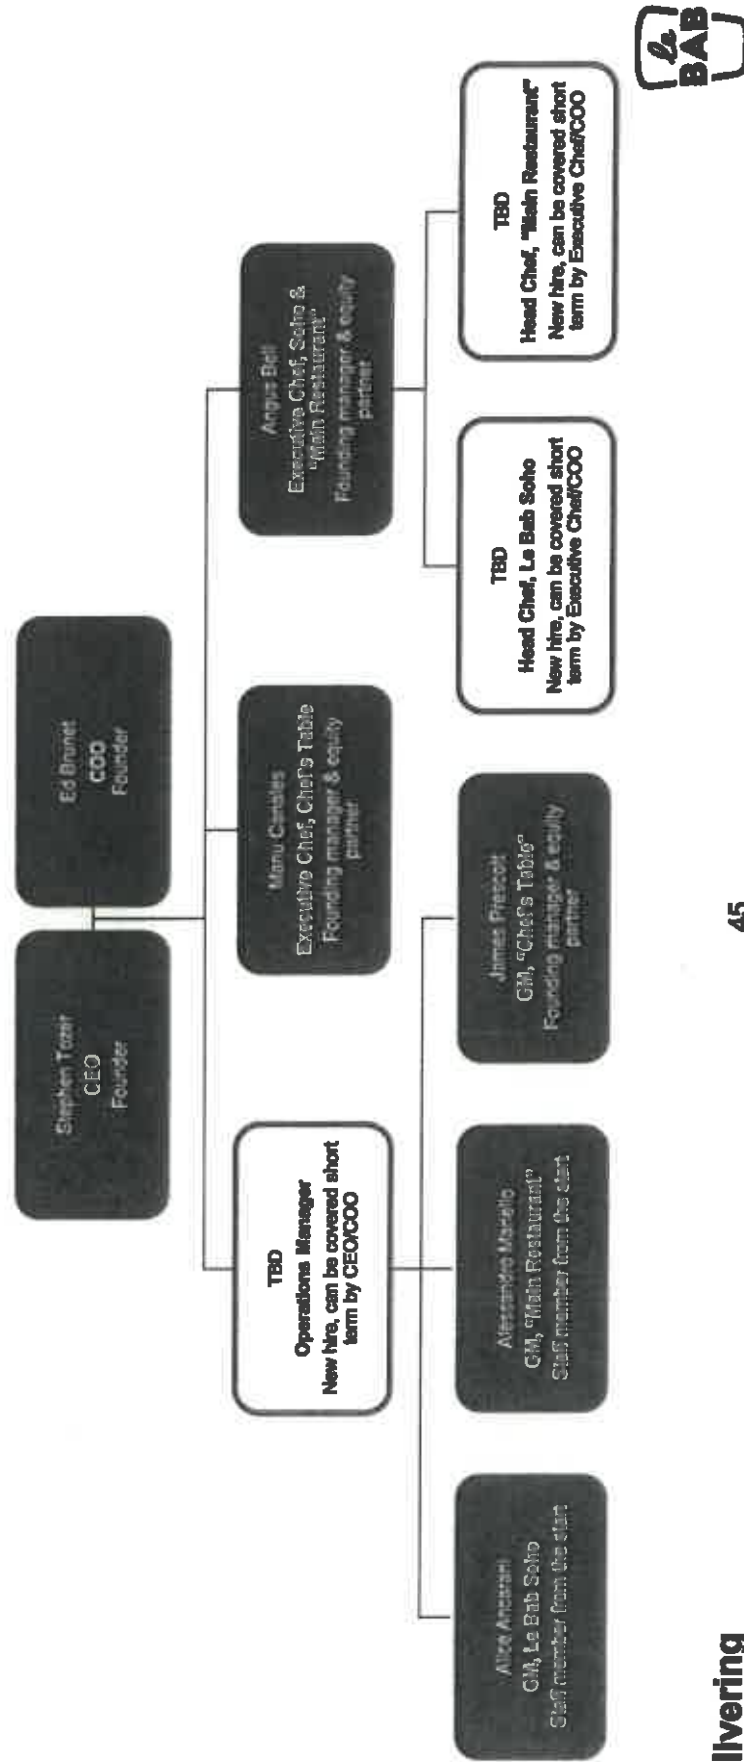 Stephen Tozer
CEO
Founder
Ed Brunet
COO
Founder
TBD
Operations Manager
New hire, can be covered short
term by CEO/COO
Manu Canales
Executive Chef, Chef's Table
Founding manager & equity
partner
Angus Bell
Executive Chef, Soho &
"Main Restaurant"
Founding manager & equity
partner
Alice Ancarani
GM, Le Bab Soho
Staff member from the start
Alessandro
GM, "Main Restaurant"
Staff member from the start
James Prescott
GM, "Chef's Table"
Founding manager & equity
partner
TBD
Head Chef, Le Bab Soho
New hire, can be covered short
term by Executive Chef/COO
TBD
Head Chef, "Main Restaurant"
New hire, can be covered short
term by Executive Chef/COO
livering
45
le
BAB